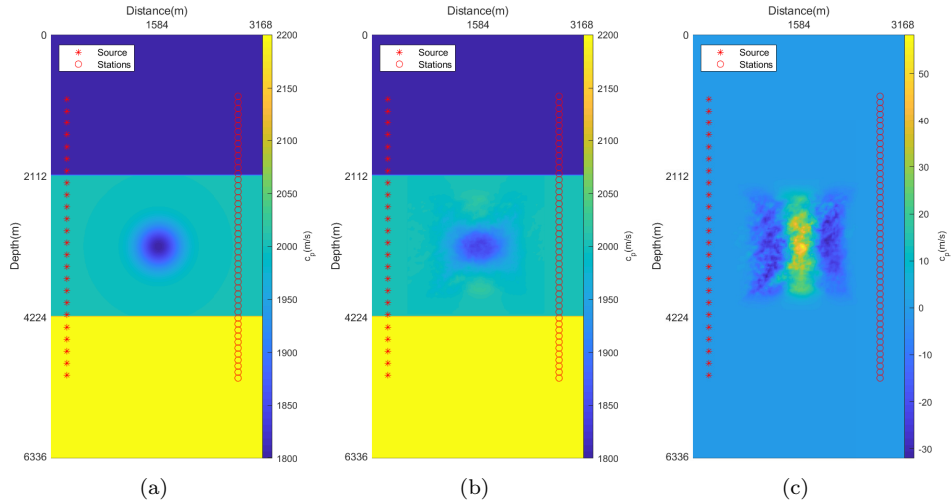 Distance(m)
1584 3168
0
Source
Stations
2112
4224
6336
Depth(m)
2200
2150
2100
2050
2000
1950
1900
1850
1800
c_p(m/s)
(a)
Distance(m)
1584 3168
0
Source
Stations
2112
4224
6336
Depth(m)
2200
2150
2100
2050
2000
1950
1900
1850
1800
c_p(m/s)
(b)
Distance(m)
1584 3168
0
Source
Stations
2112
4224
6336
Depth(m)
50
40
30
20
10
0
-10
-20
-30
c_p(m/s)
(c)